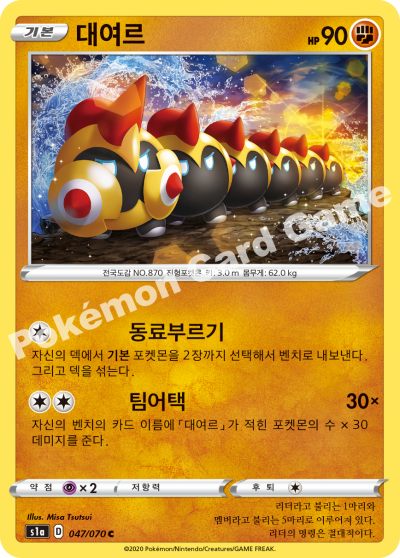 기본 대여르 HP 90
Pokémon Card Game
전국도감 NO.870 진형포켓몬 키: 3.0 m 몸무게: 62.0 kg
동료부르기
자신의 덱에서 기본 포켓몬을 2장까지 선택해서 벤치로 내보낸다.
그리고 덱을 섞는다.
팀어택 30×
자신의 벤치의 카드 이름에 「대여르」가 적힌 포켓몬의 수 × 30
데미지를 준다.
약점 ×2 저항력 후퇴
Illus. Misa Tsutsui
s1a D 047/070 C
리더라고 불리는 1마리와
멤버라고 불리는 5마리로 이루어져 있다.
리더의 명령은 절대적이다.
©2020 Pokémon/Nintendo/Creatures/GAME FREAK.